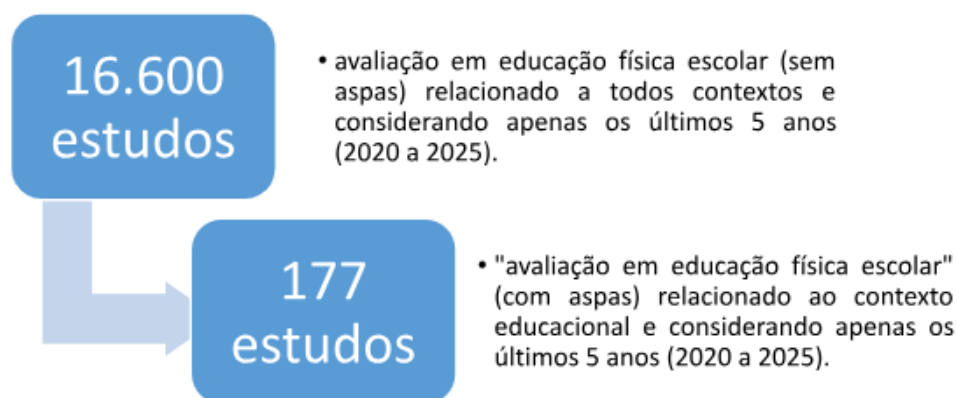 16.600
estudos
• avaliação em educação física escolar (sem
aspas) relacionado a todos contextos e
considerando apenas os últimos 5 anos
(2020 a 2025).
177
estudos
• "avaliação em educação física escolar"
(com aspas) relacionado ao contexto
educacional e considerando apenas os
últimos 5 anos (2020 a 2025).